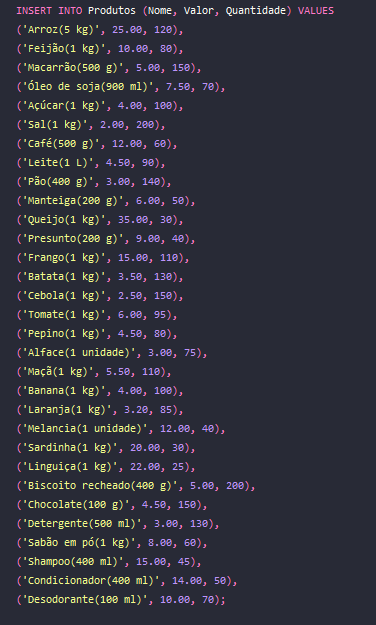 INSERT INTO Produtos (Nome, Valor, Quantidade) VALUES
('Arroz(5 kg)', 25.00, 120),
('Feijão(1 kg)', 10.00, 80),
('Macarrão(500 g)', 5.00, 150),
('Óleo de soja(900 ml)', 7.50, 70),
('Açúcar(1 kg)', 4.00, 100),
('Sal(1 kg)', 2.00, 200),
('Café(500 g)', 12.00, 60),
('Leite(1 L)', 4.50, 90),
('Pão(400 g)', 3.00, 140),
('Manteiga(200 g)', 6.00, 50),
('Queijo(1 kg)', 35.00, 30),
('Presunto(200 g)', 9.00, 40),
('Frango(1 kg)', 15.00, 110),
('Batata(1 kg)', 3.50, 130),
('Cebola(1 kg)', 2.50, 150),
('Tomate(1 kg)', 6.00, 95),
('Pepino(1 kg)', 4.50, 80),
('Alface(1 unidade)', 3.00, 75),
('Maçã(1 kg)', 5.50, 110),
('Banana(1 kg)', 4.00, 100),
('Laranja(1 kg)', 3.20, 85),
('Melancia(1 unidade)', 12.00, 40),
('Sardinha(1 kg)', 20.00, 30),
('Linguiça(1 kg)', 22.00, 25),
('Biscoito recheado(400 g)', 5.00, 200),
('Chocolate(100 g)', 4.50, 150),
('Detergente(500 ml)', 3.00, 130),
('Sabão em pó(1 kg)', 8.00, 60),
('Shampoo(400 ml)', 15.00, 45),
('Condicionador(400 ml)', 14.00, 50),
('Desodorante(100 ml)', 10.00, 70);